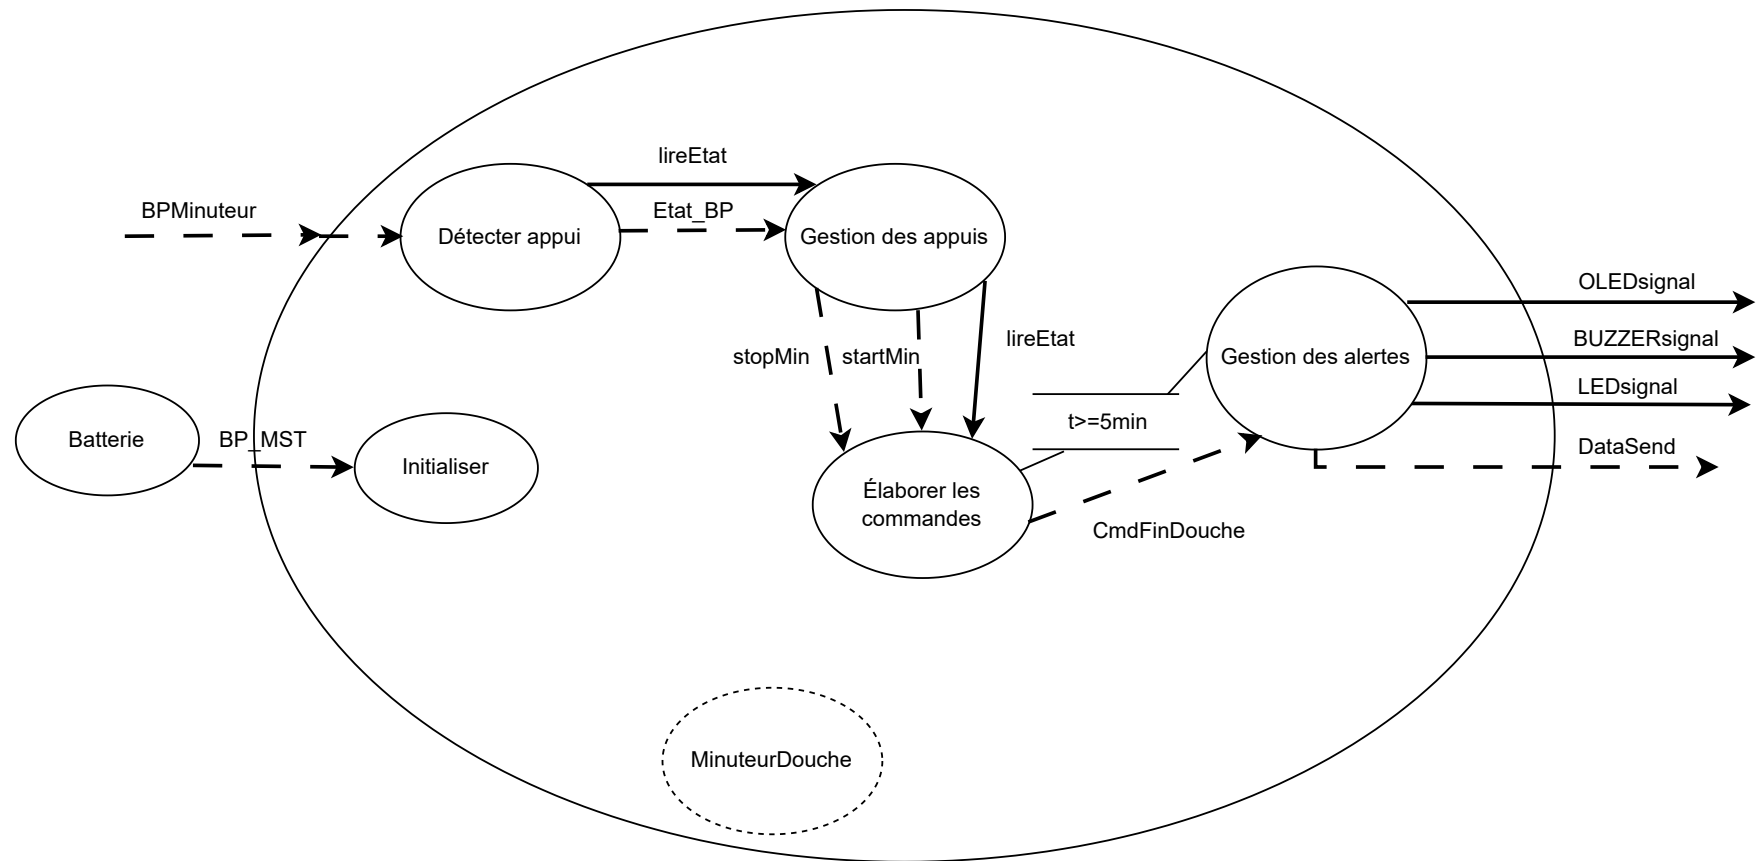 lireEtat
BPMinuteur
Etat_BP
Détecter appui
Gestion des appuis
OLEDsignal
BUZZERsignal
lireEtat
stopMin
startMin
Gestion des alertes
LEDsignal
t>=5min
Batterie
BP_MST
DataSend
Initialiser
Élaborer les
commandes
CmdFinDouche
MinuteurDouche